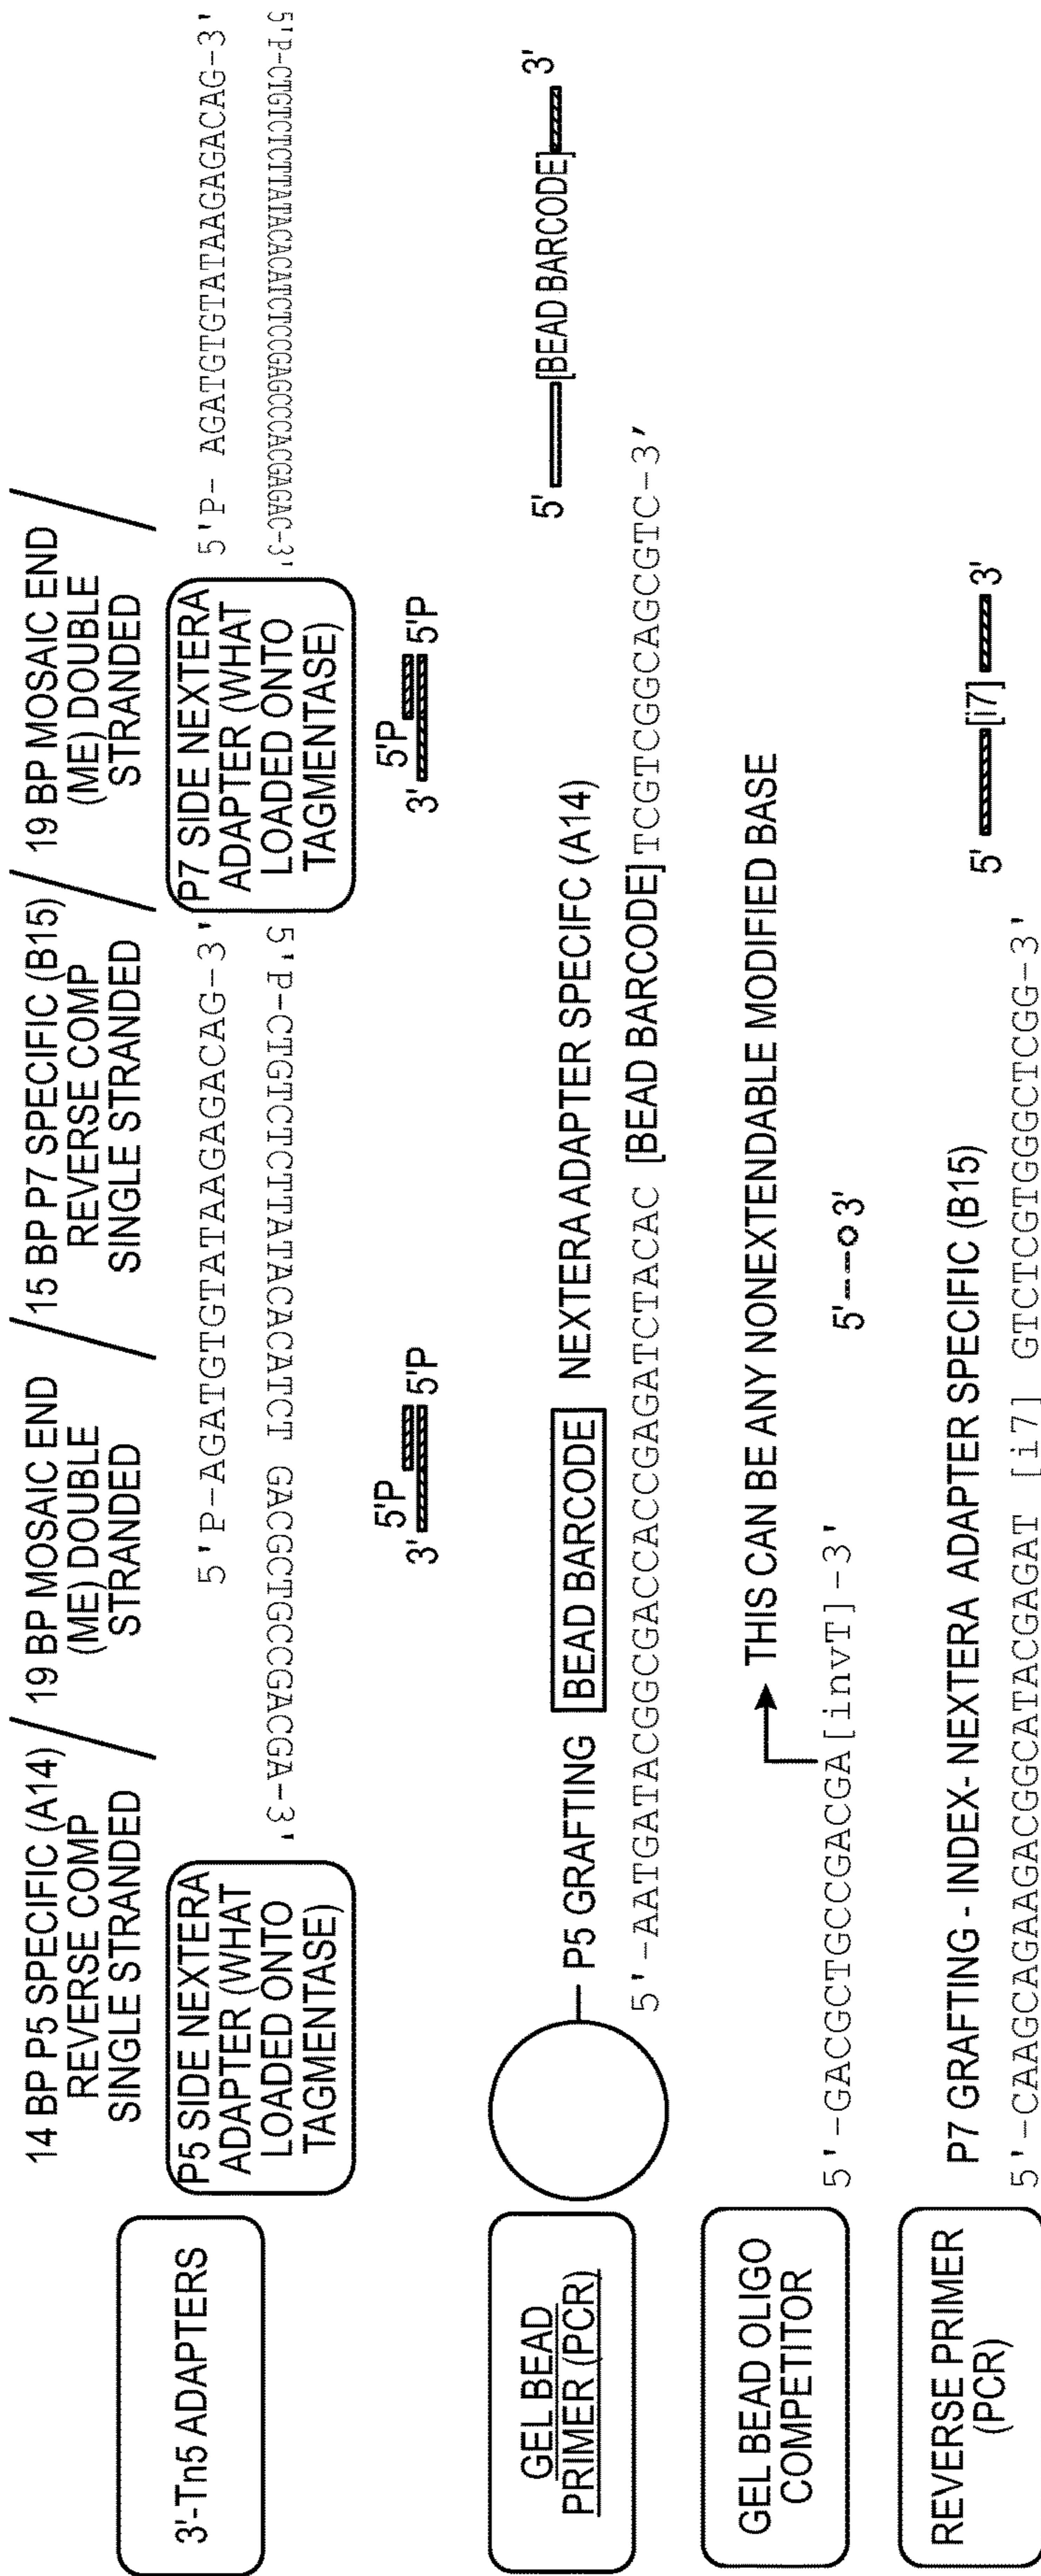 3'-Tn5 ADAPTERS
14 BP P5 SPECIFIC (A14)
REVERSE COMP
SINGLE STRANDED
19 BP MOSAIC END
(ME) DOUBLE
STRANDED
15 BP P7 SPECIFIC (B15)
REVERSE COMP
SINGLE STRANDED
19 BP MOSAIC END
(ME) DOUBLE
STRANDED
P5 SIDE NEXTERA
ADAPTER (WHAT
LOADED ONTO
TAGMENTASE)
5'P-AGATGTGTATAAGAGACAG-3'
5'P-CTGTCTCTTATACACATCT GACGCTGCCGACGA-3'
5'P
3' 5'P
P7 SIDE NEXTERA
ADAPTER (WHAT
LOADED ONTO
TAGMENTASE)
5'P- AGATGTGTATAAGAGACAG-3'
5'P-CTGTCTCTTATACACATCTCCGAGCCCACGAGAC-3'
5'P
3' 5'P
GEL BEAD
PRIMER (PCR)
P5 GRAFTING BEAD BARCODE NEXTERA ADAPTER SPECIFC (A14)
5'-AATGATACGGCGACCACCGAGATCTACAC [BEAD BARCODE] TCGTCGGCAGCGTC-3'
5' [BEAD BARCODE] 3'
GEL BEAD OLIGO
COMPETITOR
THIS CAN BE ANY NONEXTENDABLE MODIFIED BASE
5'-GACGCTGCCGACGA[invT]-3'
5' 3'
REVERSE PRIMER
(PCR)
P7 GRAFTING - INDEX- NEXTERA ADAPTER SPECIFIC (B15)
5'-CAAGCAGAAGACGGCATACGAGAT [i7] GTCTCGTGGGCTCGG-3'
5' [i7] 3'